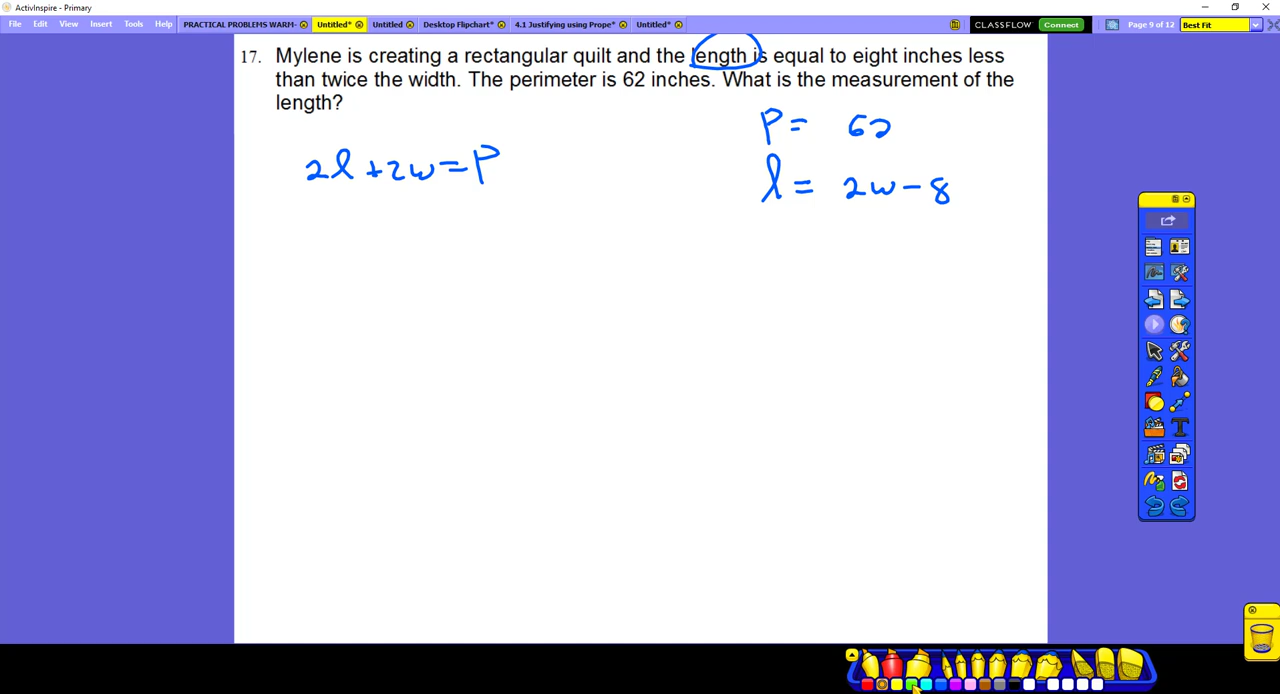 ActivInspire - Primary
File Edit View Insert Tools Help PRACTICAL PROBLEMS WARM- Untitled* Untitled Desktop Flipchart* 4.1 Justifying using Prope* Untitled* CLASSFLOW Connect Page 9 of 12 Best Fit
17. Mylene is creating a rectangular quilt and the length is equal to eight inches less
than twice the width. The perimeter is 62 inches. What is the measurement of the
length?
P = 62
2l + 2w = P
l = 2w - 8